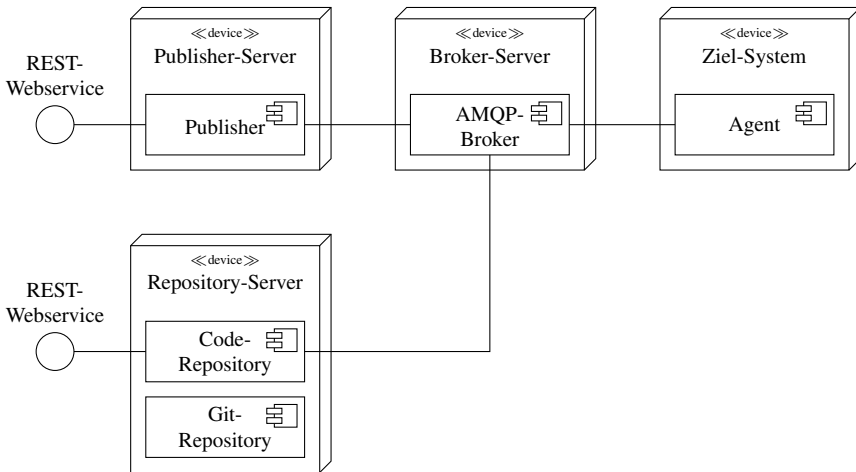 ≪device≫
Publisher-Server
REST-
Webservice
Publisher
≪device≫
Broker-Server
AMQP-
Broker
≪device≫
Ziel-System
Agent
≪device≫
Repository-Server
REST-
Webservice
Code-
Repository
Git-
Repository